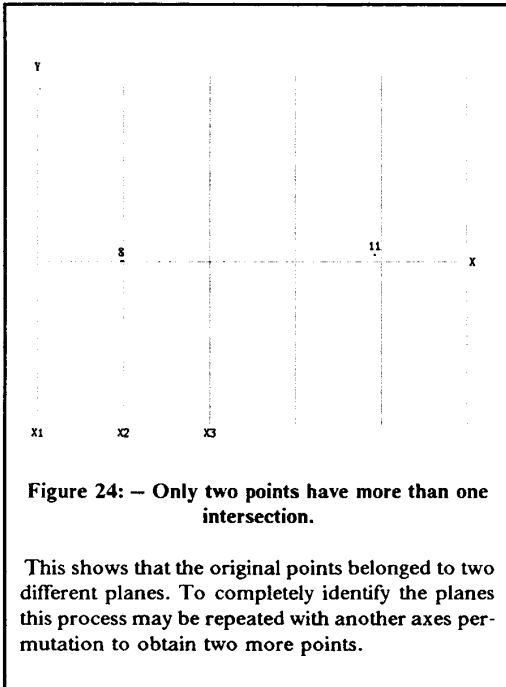 Y
8
11
X
X1 X2 X3
Figure 24: — Only two points have more than one
intersection.
This shows that the original points belonged to two
different planes. To completely identify the planes
this process may be repeated with another axes per-
mutation to obtain two more points.